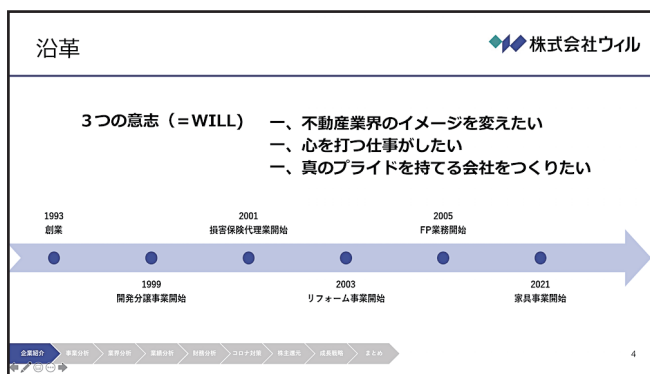 沿革
株式会社ウィル
3つの意志（=WILL)
一、不動産業界のイメージを変えたい
一、心を打つ仕事がしたい
一、真のプライドを持てる会社をつくりたい
1993
創業
2001
損害保険代理業開始
2005
FP業務開始
1999
開発分譲事業開始
2003
リフォーム事業開始
2021
家具事業開始
企業紹介
事業分析
業界分析
業績分析
財務分析
コロナ対策
株主還元
成長戦略
まとめ
4